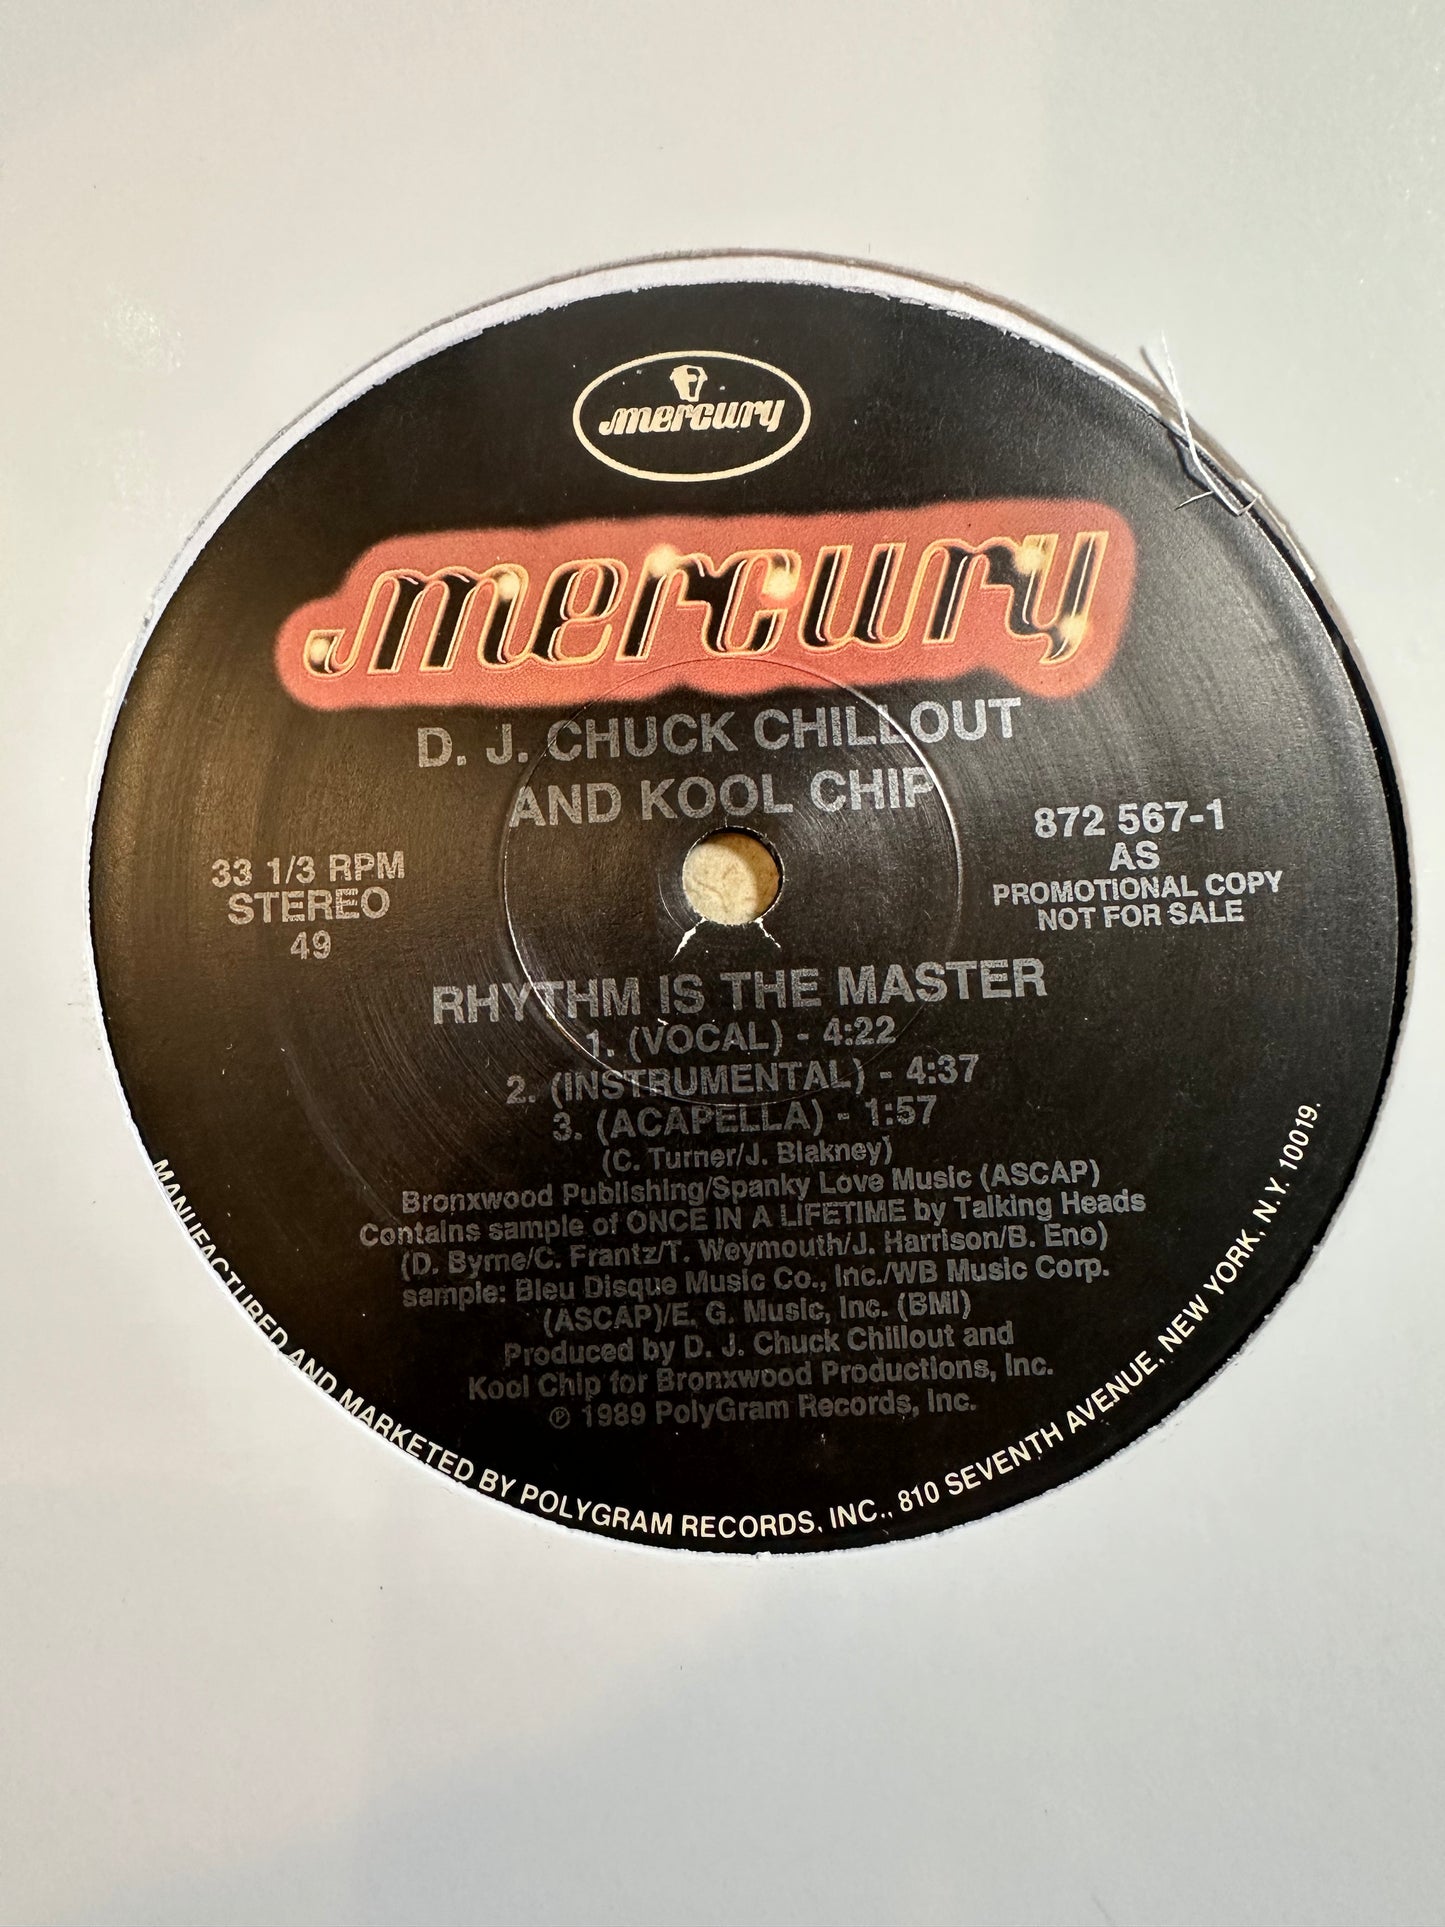 mercury
mercury
D. J. CHUCK CHILLOUT
AND KOOL CHIP
33 1/3 RPM
STEREO
49
872 567-1
AS
PROMOTIONAL COPY
NOT FOR SALE
RHYTHM IS THE MASTER
1. (VOCAL) - 4:22
2. (INSTRUMENTAL) - 4:37
3. (ACAPELLA) - 1:57
(C. Turner/J. Blakney)
Bronxwood Publishing/Spanky Love Music (ASCAP)
Contains sample of ONCE IN A LIFETIME by Talking Heads
(D. Byrne/C. Frantz/T. Weymouth/J. Harrison/B. Eno)
sample: Bleu Disque Music Co., Inc./WB Music Corp.
(ASCAP)/E. G. Music, Inc. (BMI)
Produced by D. J. Chuck Chillout and
Kool Chip for Bronxwood Productions, Inc.
℗ 1989 PolyGram Records, Inc.
MANUFACTURED AND MARKETED BY POLYGRAM RECORDS, INC., 810 SEVENTH AVENUE, NEW YORK, N.Y. 10019.